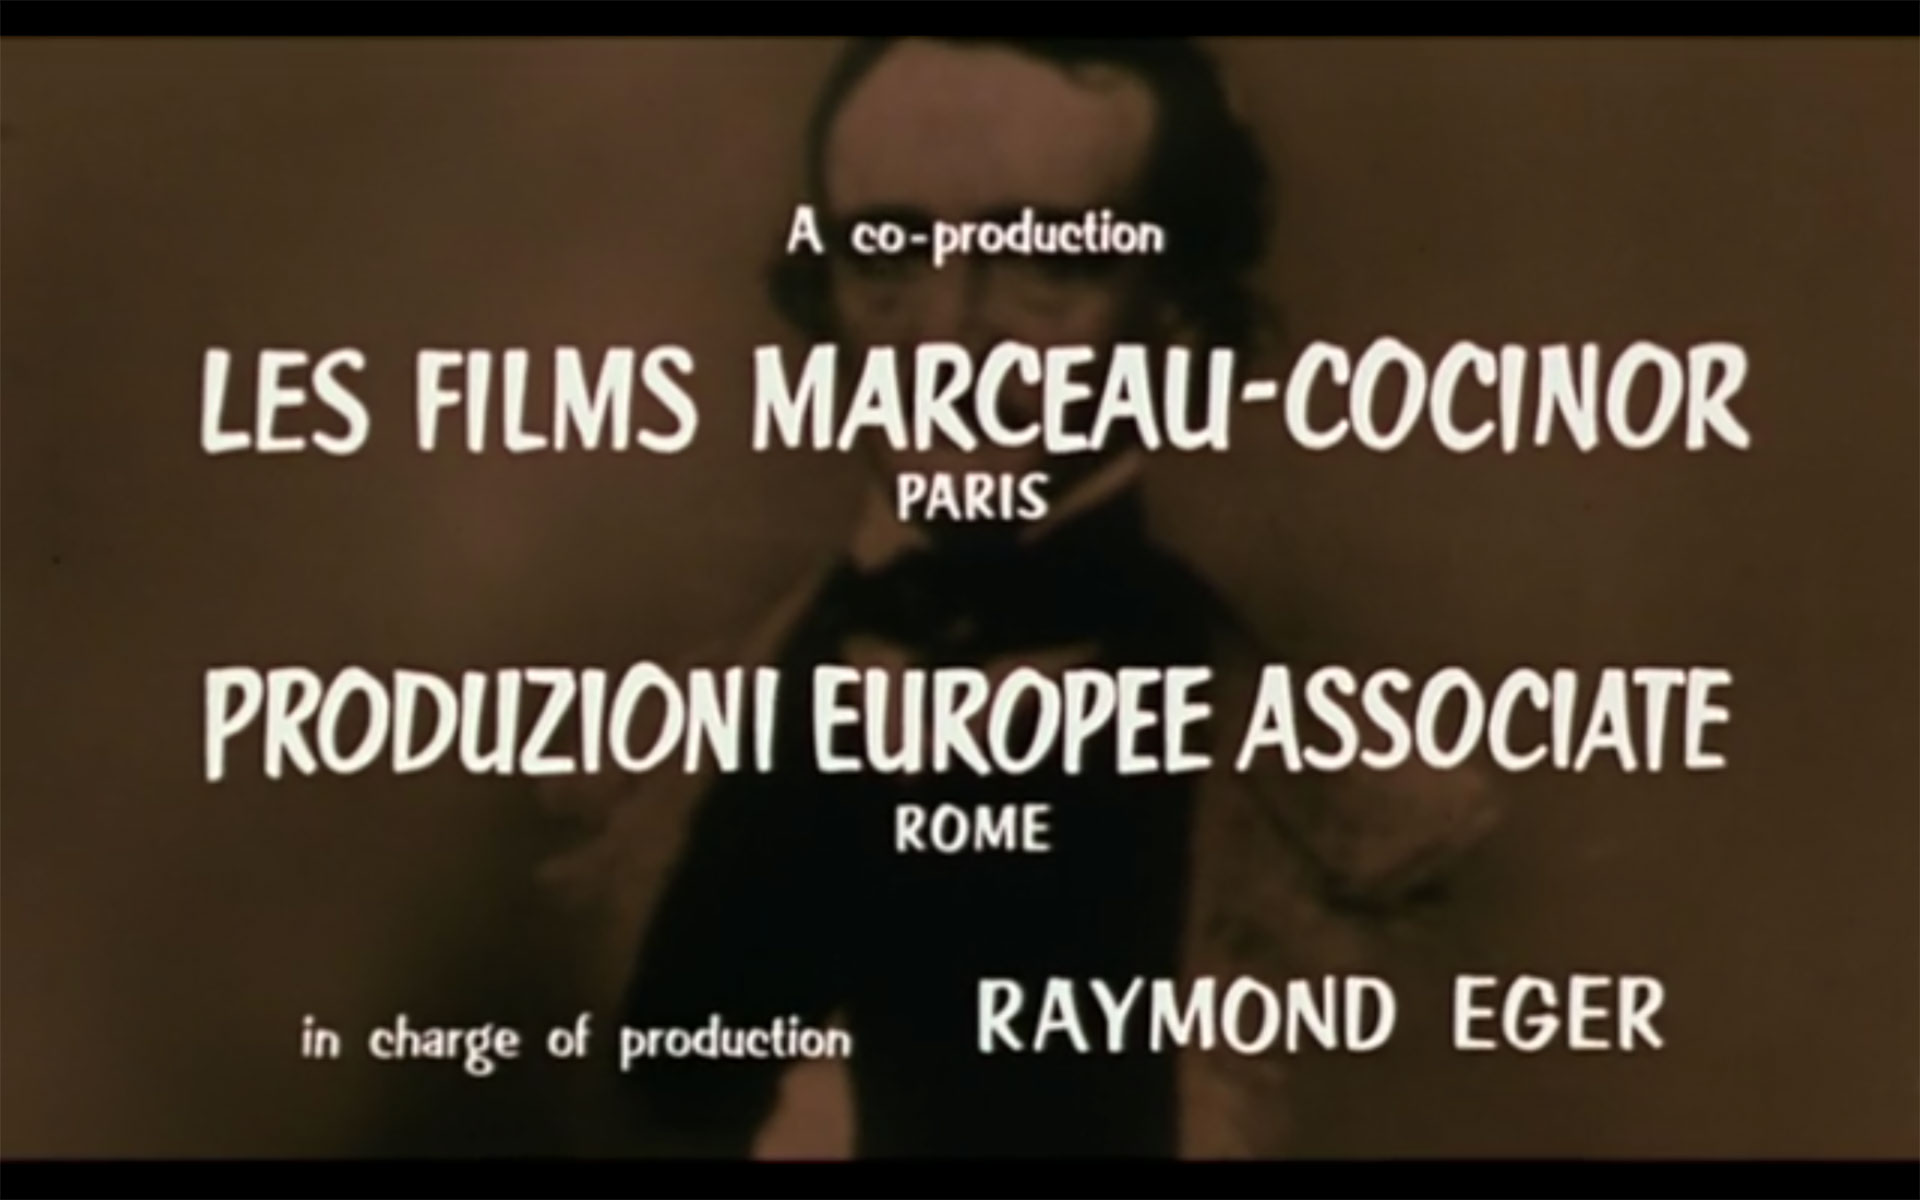 A co-production
LES FILMS MARCEAU-COCINOR
PARIS
PRODUZIONI EUROPEE ASSOCIATE
ROME
in charge of production RAYMOND EGER